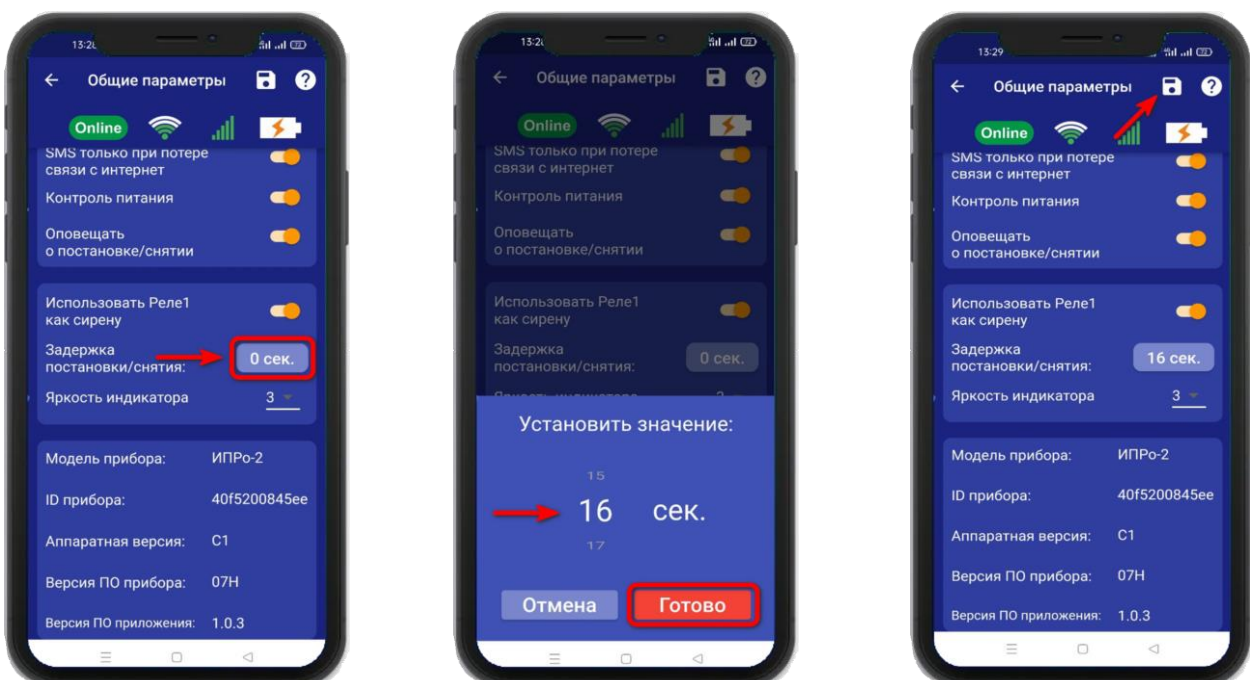 13:28
72
Общие параметры
Online
SMS только при потере
связи с интернет
Контроль питания
Оповещать
о постановке/снятии
Использовать Реле1
как сирену
Задержка
постановки/снятия:
0 сек.
Яркость индикатора
3
Модель прибора:
ИПРо-2
ID прибора:
40f5200845ee
Аппаратная версия:
C1
Версия ПО прибора:
07H
Версия ПО приложения:
1.0.3
Общие параметры
Online
SMS только при потере
связи с интернет
Контроль питания
Оповещать
о постановке/снятии
Использовать Реле1
как сирену
Задержка
постановки/снятия:
0 сек.
Яркость индикатора
3
Установить значение:
15
16 сек.
17
Отмена
Готово
13:29
Общие параметры
Online
SMS только при потере
связи с интернет
Контроль питания
Оповещать
о постановке/снятии
Использовать Реле1
как сирену
Задержка
постановки/снятия:
16 сек.
Яркость индикатора
3
Модель прибора:
ИПРо-2
ID прибора:
40f5200845ee
Аппаратная версия:
C1
Версия ПО прибора:
07H
Версия ПО приложения:
1.0.3